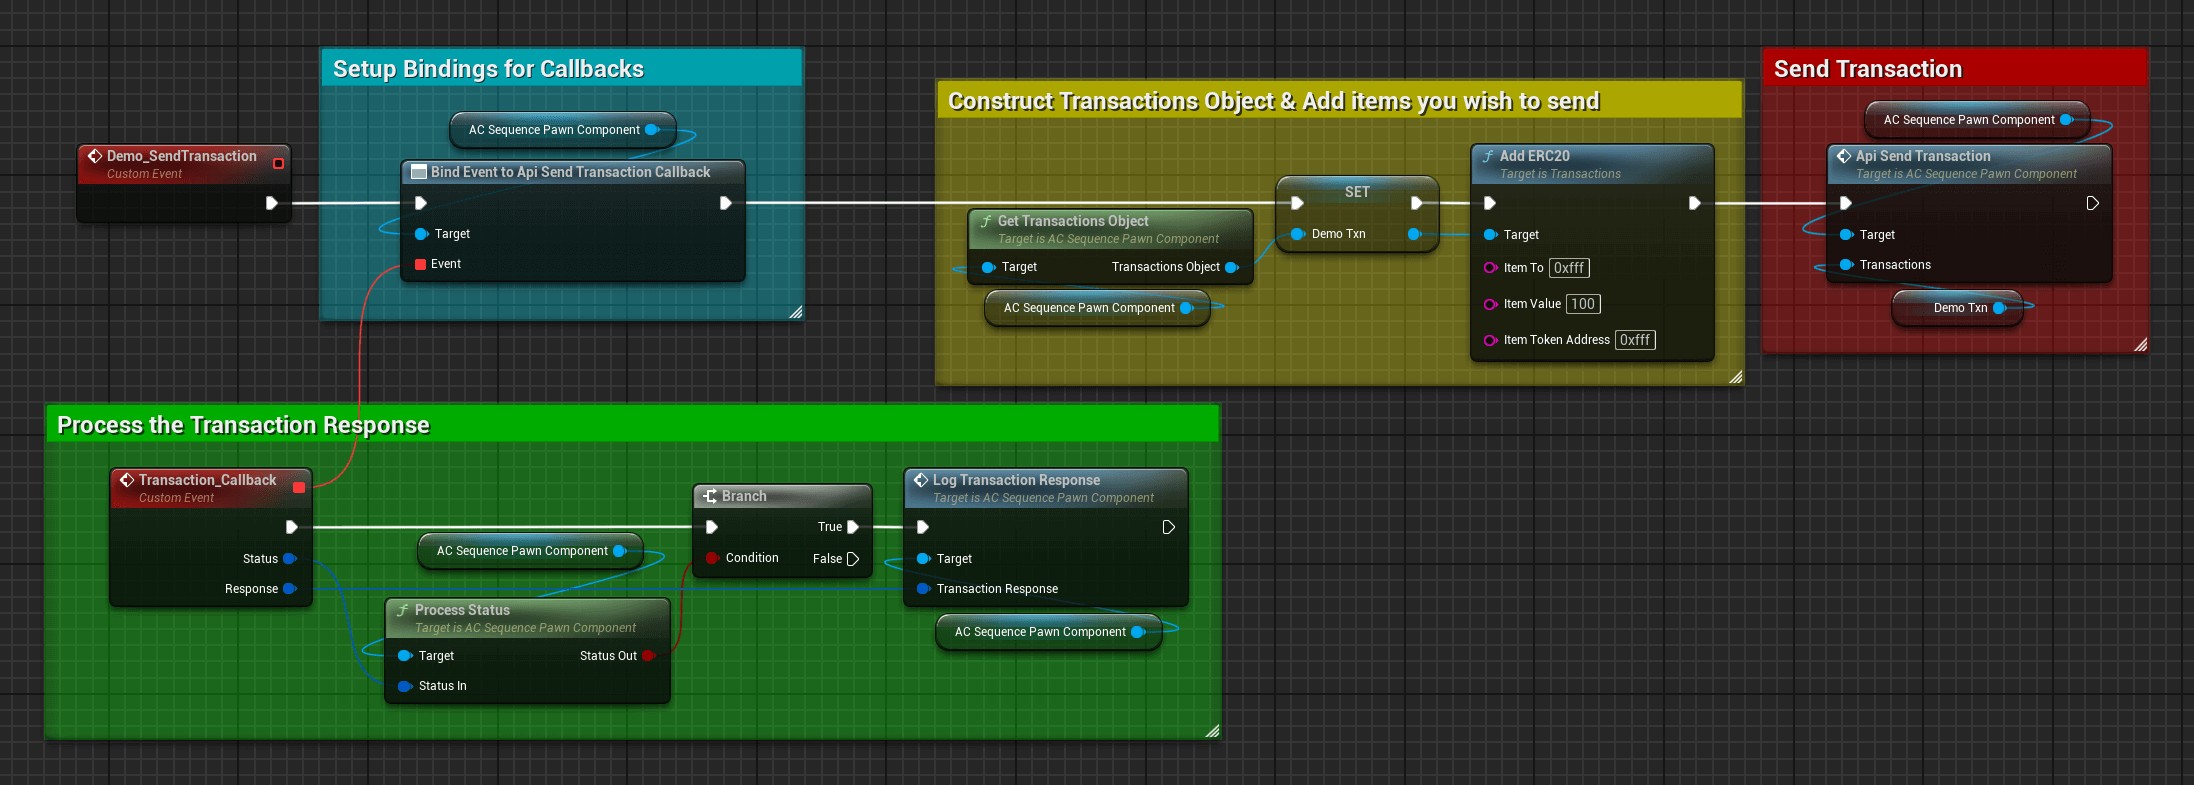 Setup Bindings for Callbacks
AC Sequence Pawn Component
Demo_SendTransaction
Custom Event
Bind Event to Api Send Transaction Callback
Target
Event
Construct Transactions Object & Add items you wish to send
Get Transactions Object
Target is AC Sequence Pawn Component
Target
Transactions Object
AC Sequence Pawn Component
SET
Demo Txn
Add ERC20
Target is Transactions
Target
Item To 0xfff
Item Value 100
Item Token Address 0xfff
Send Transaction
AC Sequence Pawn Component
Api Send Transaction
Target is AC Sequence Pawn Component
Target
Transactions
Demo Txn
Process the Transaction Response
Transaction_Callback
Custom Event
Status
Response
AC Sequence Pawn Component
Process Status
Target is AC Sequence Pawn Component
Target
Status Out
Status In
Branch
True
Condition
False
Log Transaction Response
Target is AC Sequence Pawn Component
Target
Transaction Response
AC Sequence Pawn Component